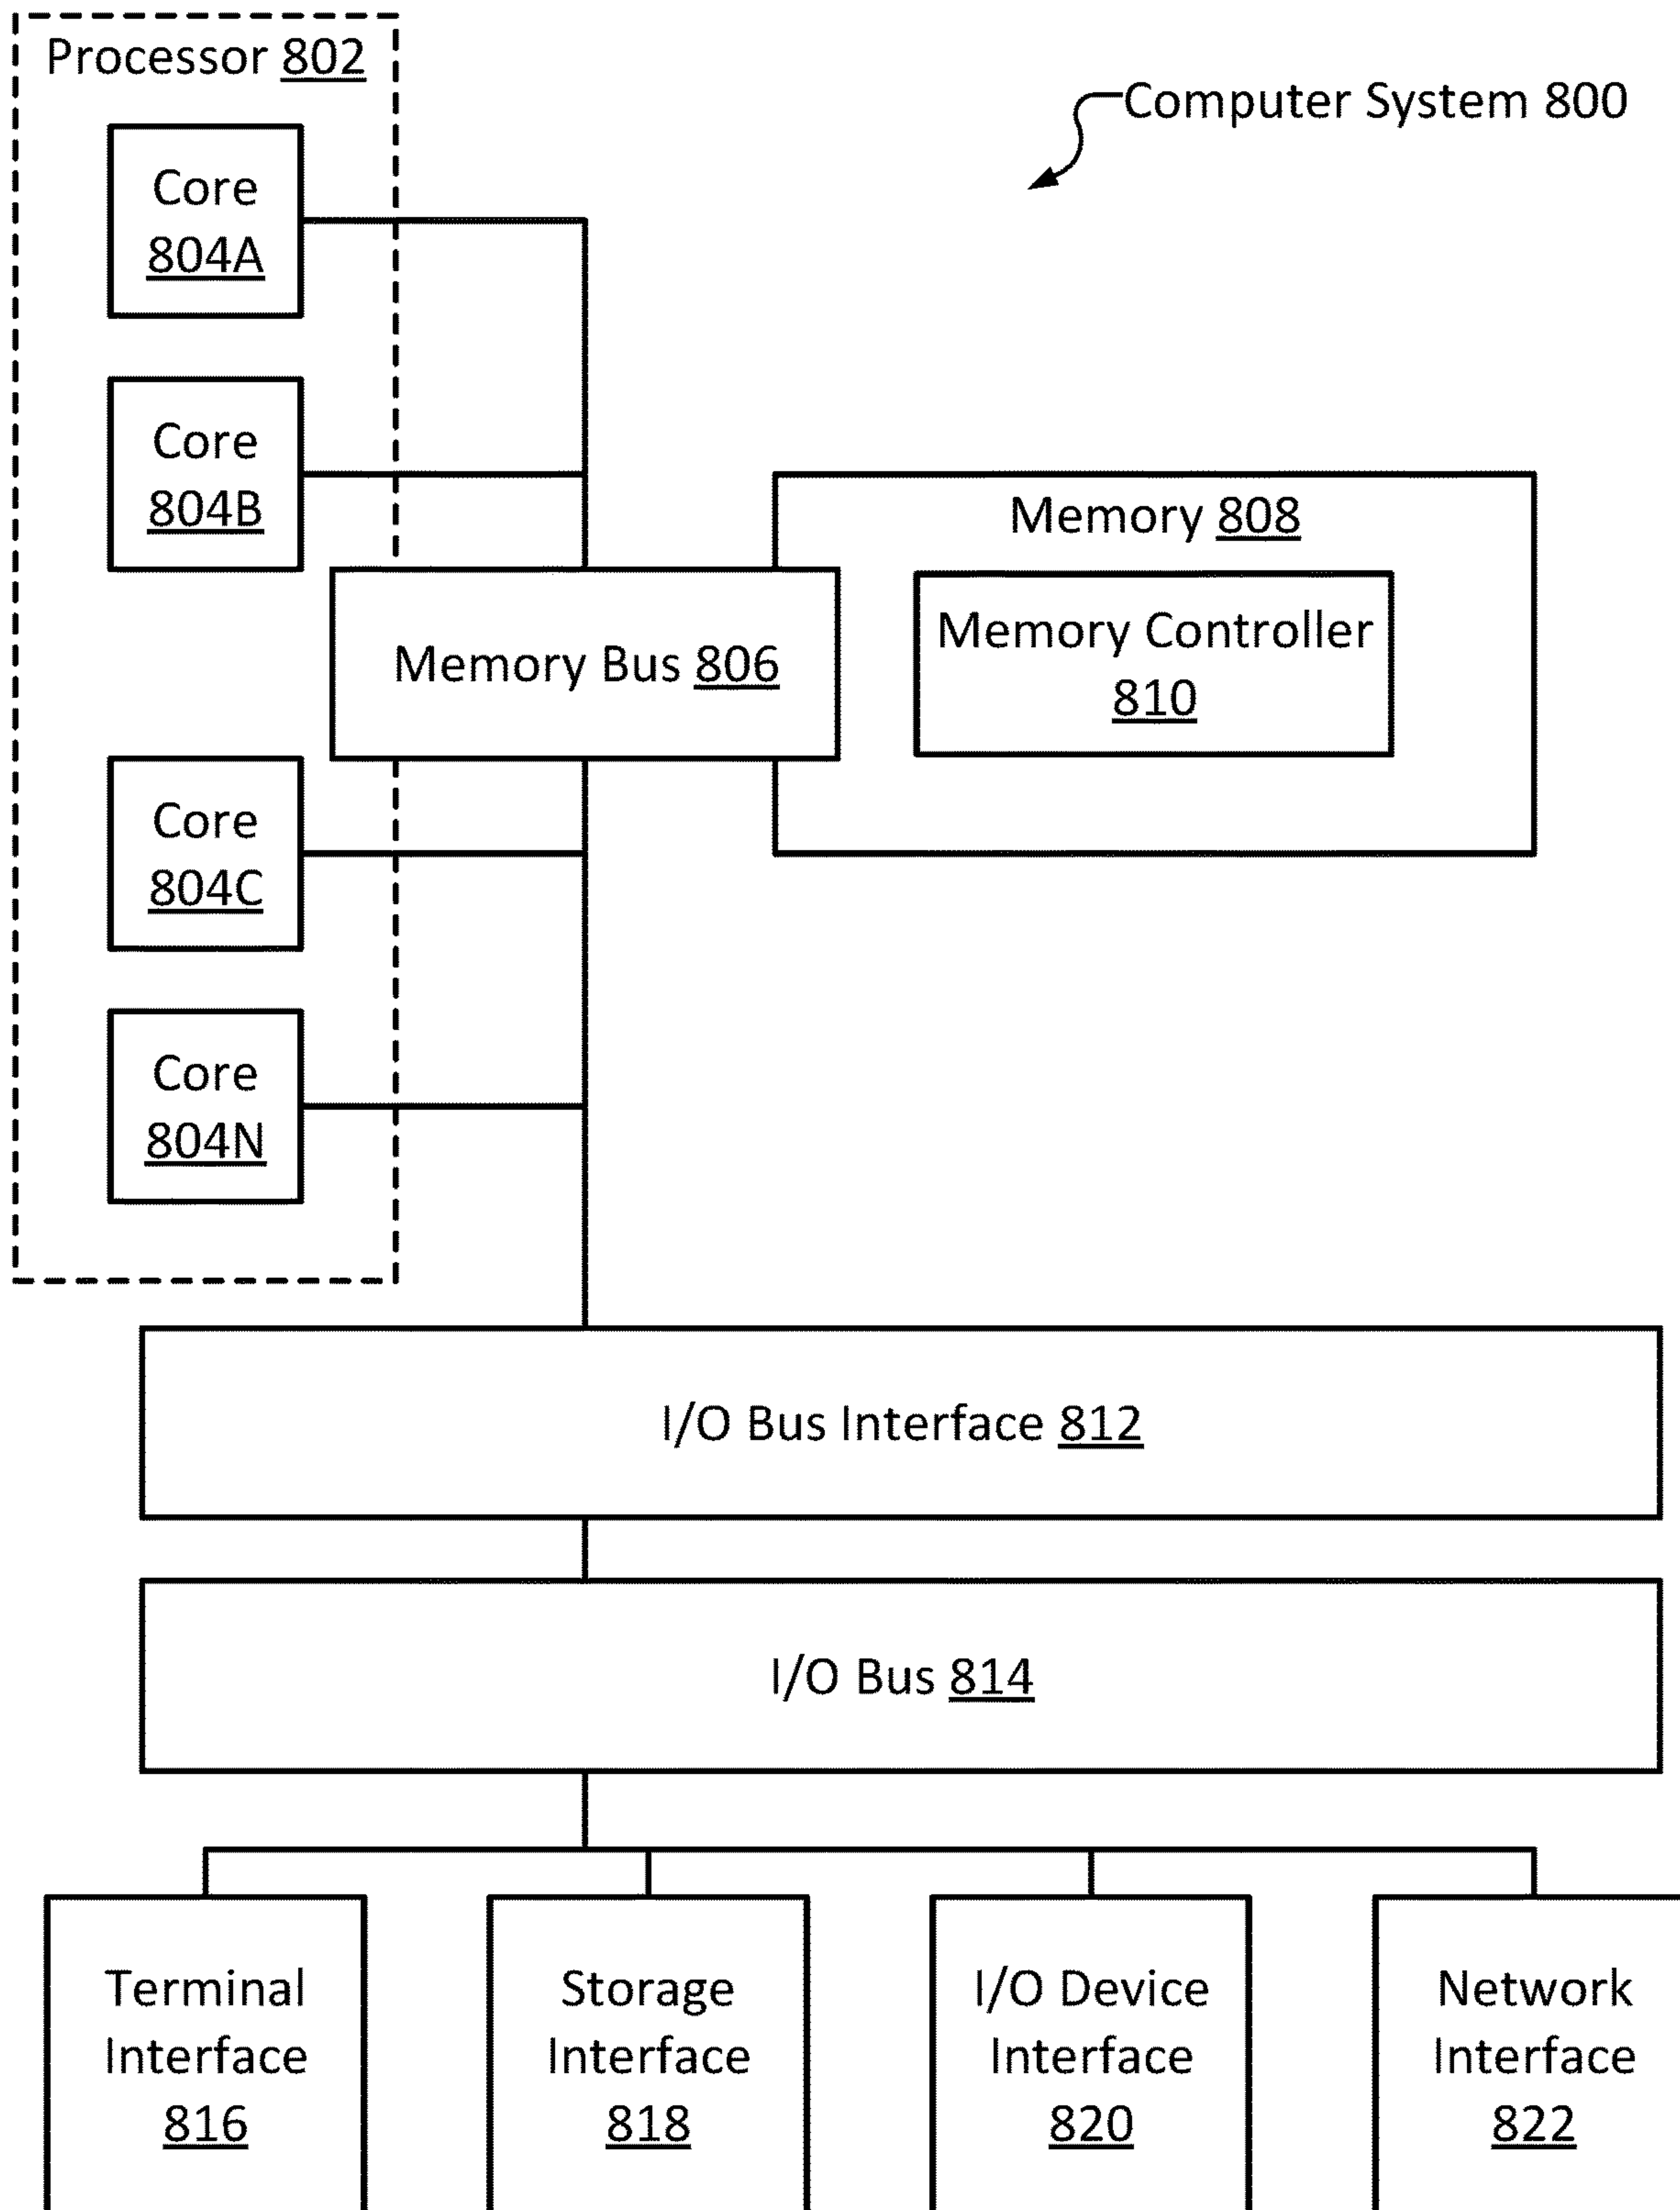 Processor 802
Computer System 800
Core
804A
Core
804B
Memory 808
Memory Controller
810
Memory Bus 806
Core
804C
Core
804N
I/O Bus Interface 812
I/O Bus 814
Terminal
Interface
816
Storage
Interface
818
I/O Device
Interface
820
Network
Interface
822